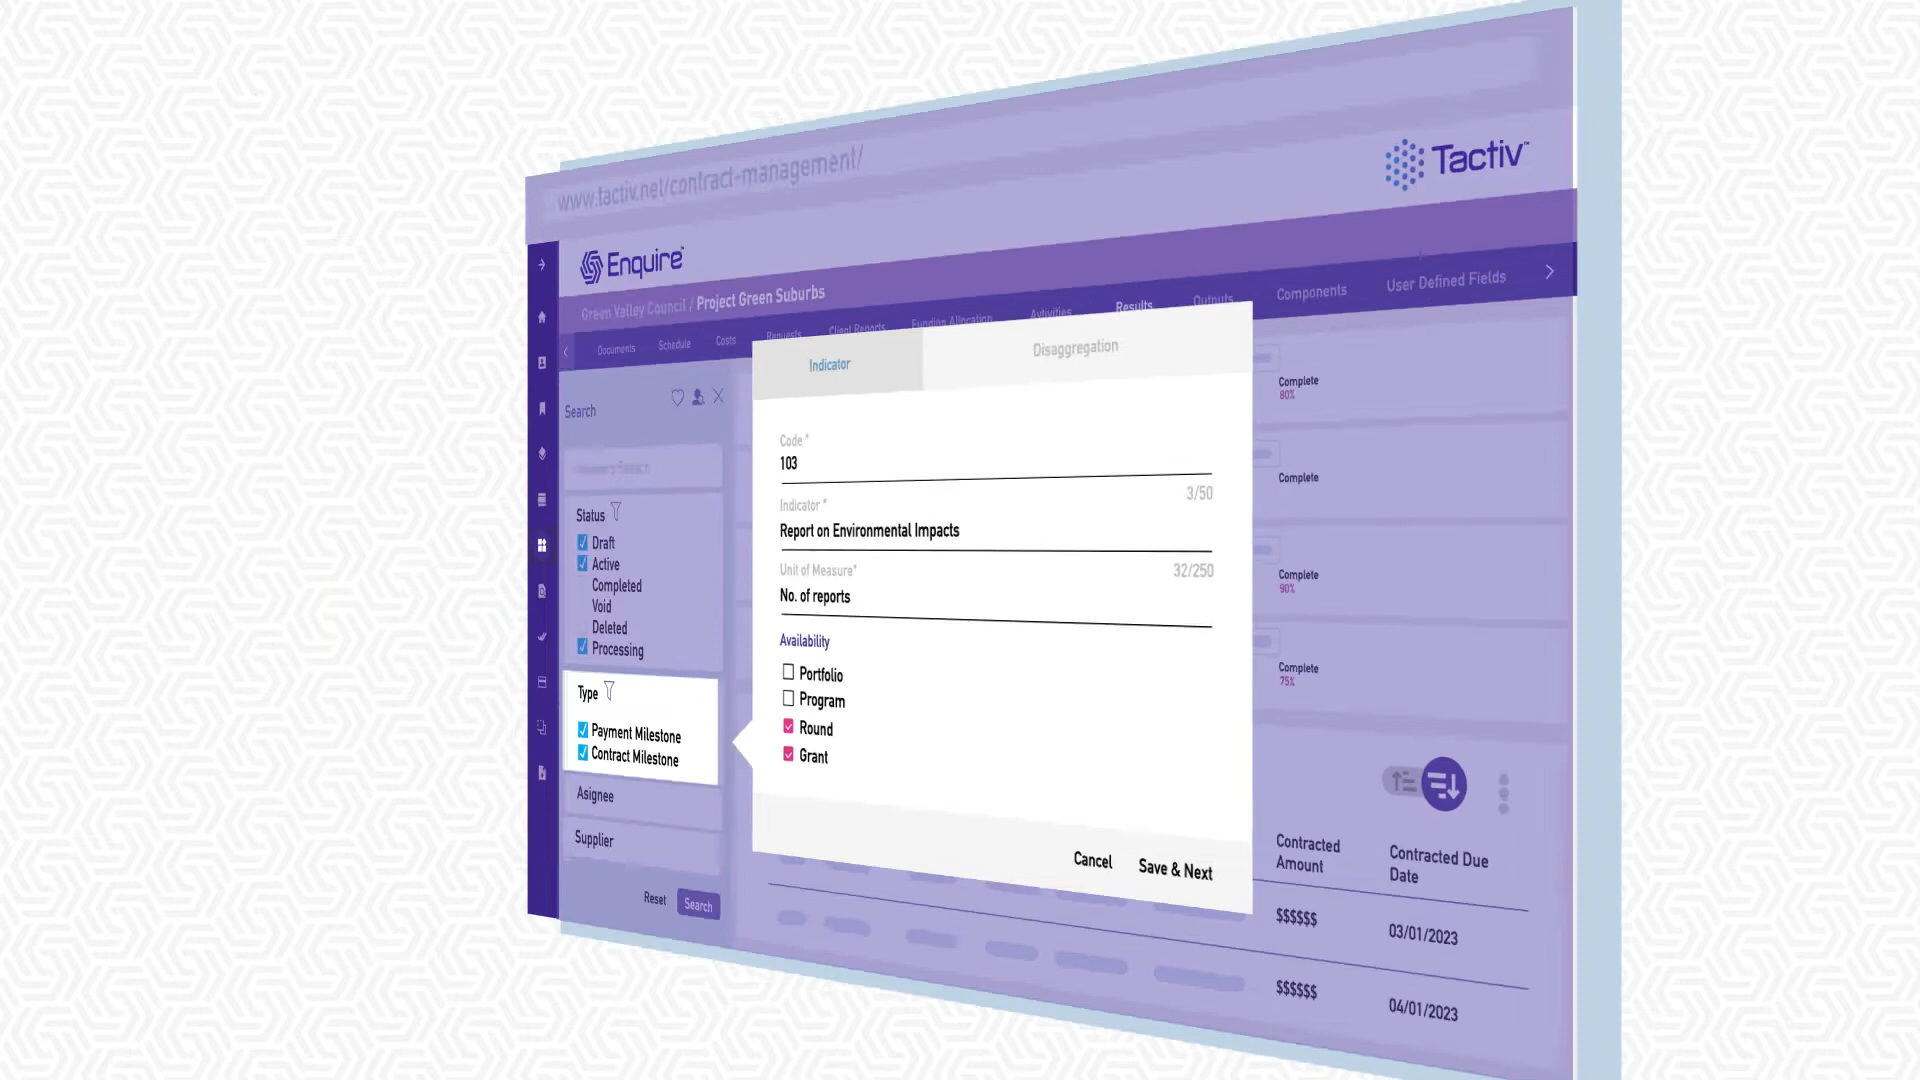 www.tactiv.net/contract-management/
Tactiv™
Enquire™
Green Valley Council / Project Green Suburbs
Documents Schedule Costs Requests Client Reports Funding Allocation Avtivities Results Outputs Components User Defined Fields
Search
Status
Draft
Active
Completed
Void
Deleted
Processing
Type
Payment Milestone
Contract Milestone
Asignee
Supplier
Reset Search
Indicator Disaggregation
Code *
103
3/50
Indicator *
Report on Environmental Impacts
32/250
Unit of Measure*
No. of reports
Availability
Portfolio
Program
Round
Grant
Cancel Save & Next
Complete
80%
Complete
Complete
90%
Complete
75%
Contracted Amount
Contracted Due Date
$$$$$$ 03/01/2023
$$$$$$ 04/01/2023